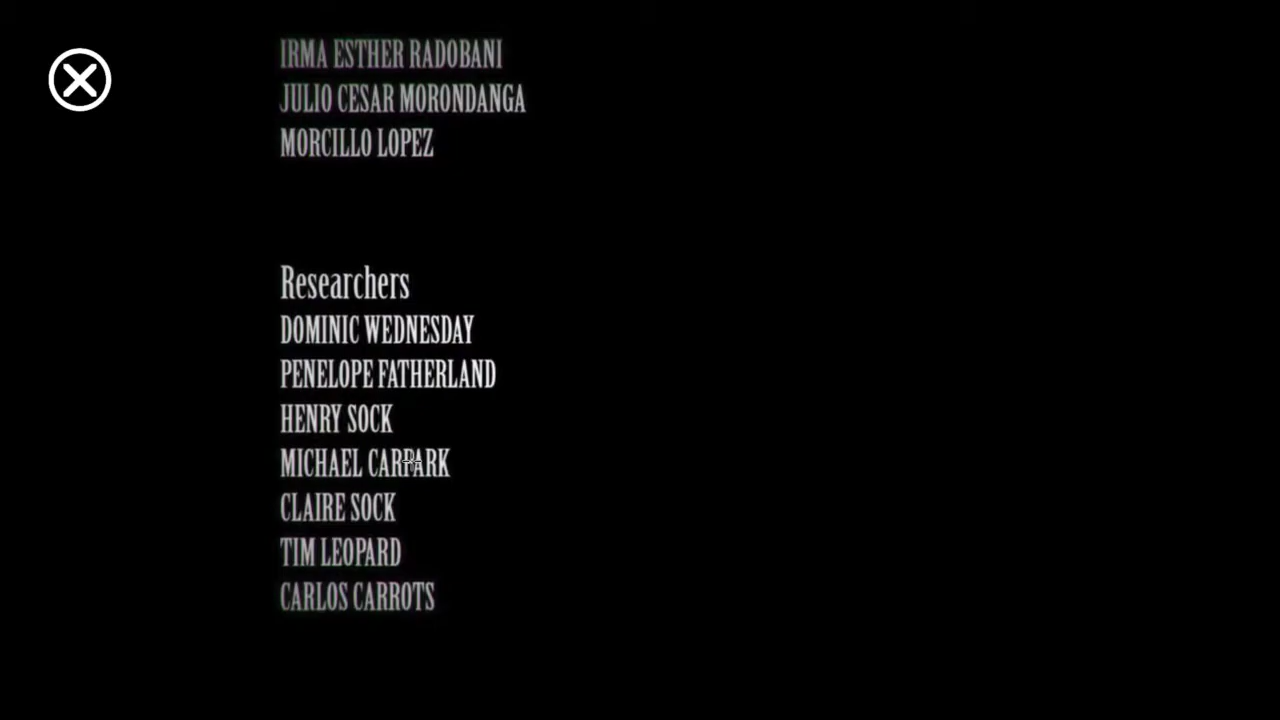 IRMA ESTHER RADOBANI
JULIO CESAR MORONDANGA
MORCILLO LOPEZ
Researchers
DOMINIC WEDNESDAY
PENELOPE FATHERLAND
HENRY SOCK
MICHAEL CARPARK
CLAIRE SOCK
TIM LEOPARD
CARLOS CARROTS